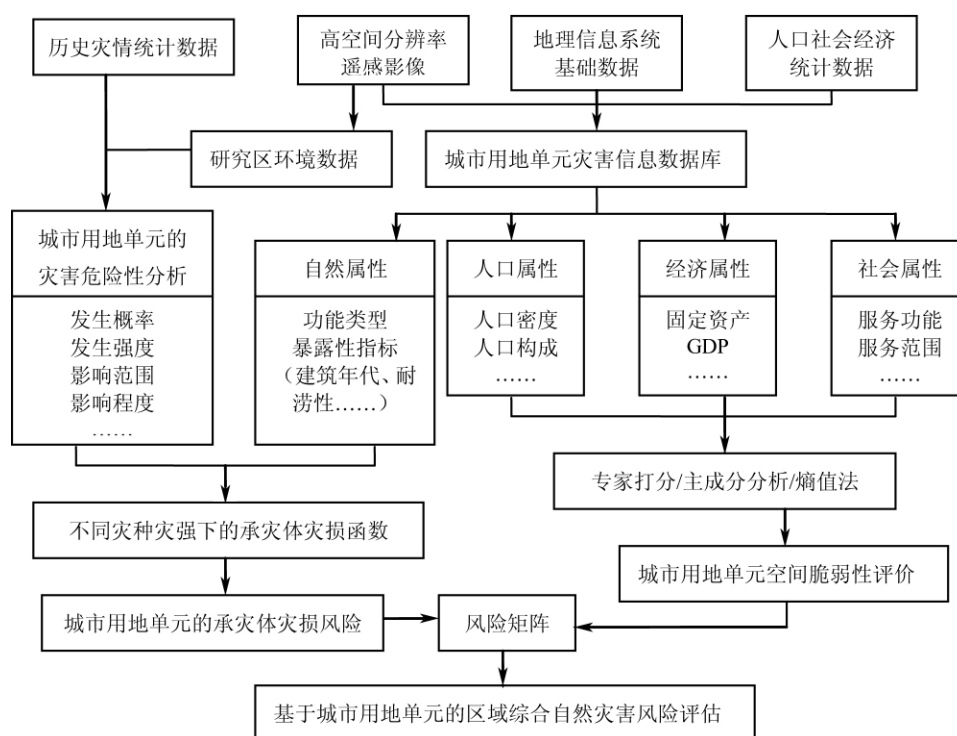 历史灾情统计数据
高空间分辨率
遥感影像
地理信息系统
基础数据
人口社会经济
统计数据
研究区环境数据
城市用地单元灾害信息数据库
城市用地单元的
灾害危险性分析
发生概率
发生强度
影响范围
影响程度
……
自然属性
功能类型
暴露性指标
（建筑年代、耐
涝性……）
人口属性
人口密度
人口构成
……
经济属性
固定资产
GDP
……
社会属性
服务功能
服务范围
……
专家打分/主成分分析/熵值法
不同灾种灾强下的承灾体灾损函数
城市用地单元空间脆弱性评价
城市用地单元的承灾体灾损风险
风险矩阵
基于城市用地单元的区域综合自然灾害风险评估